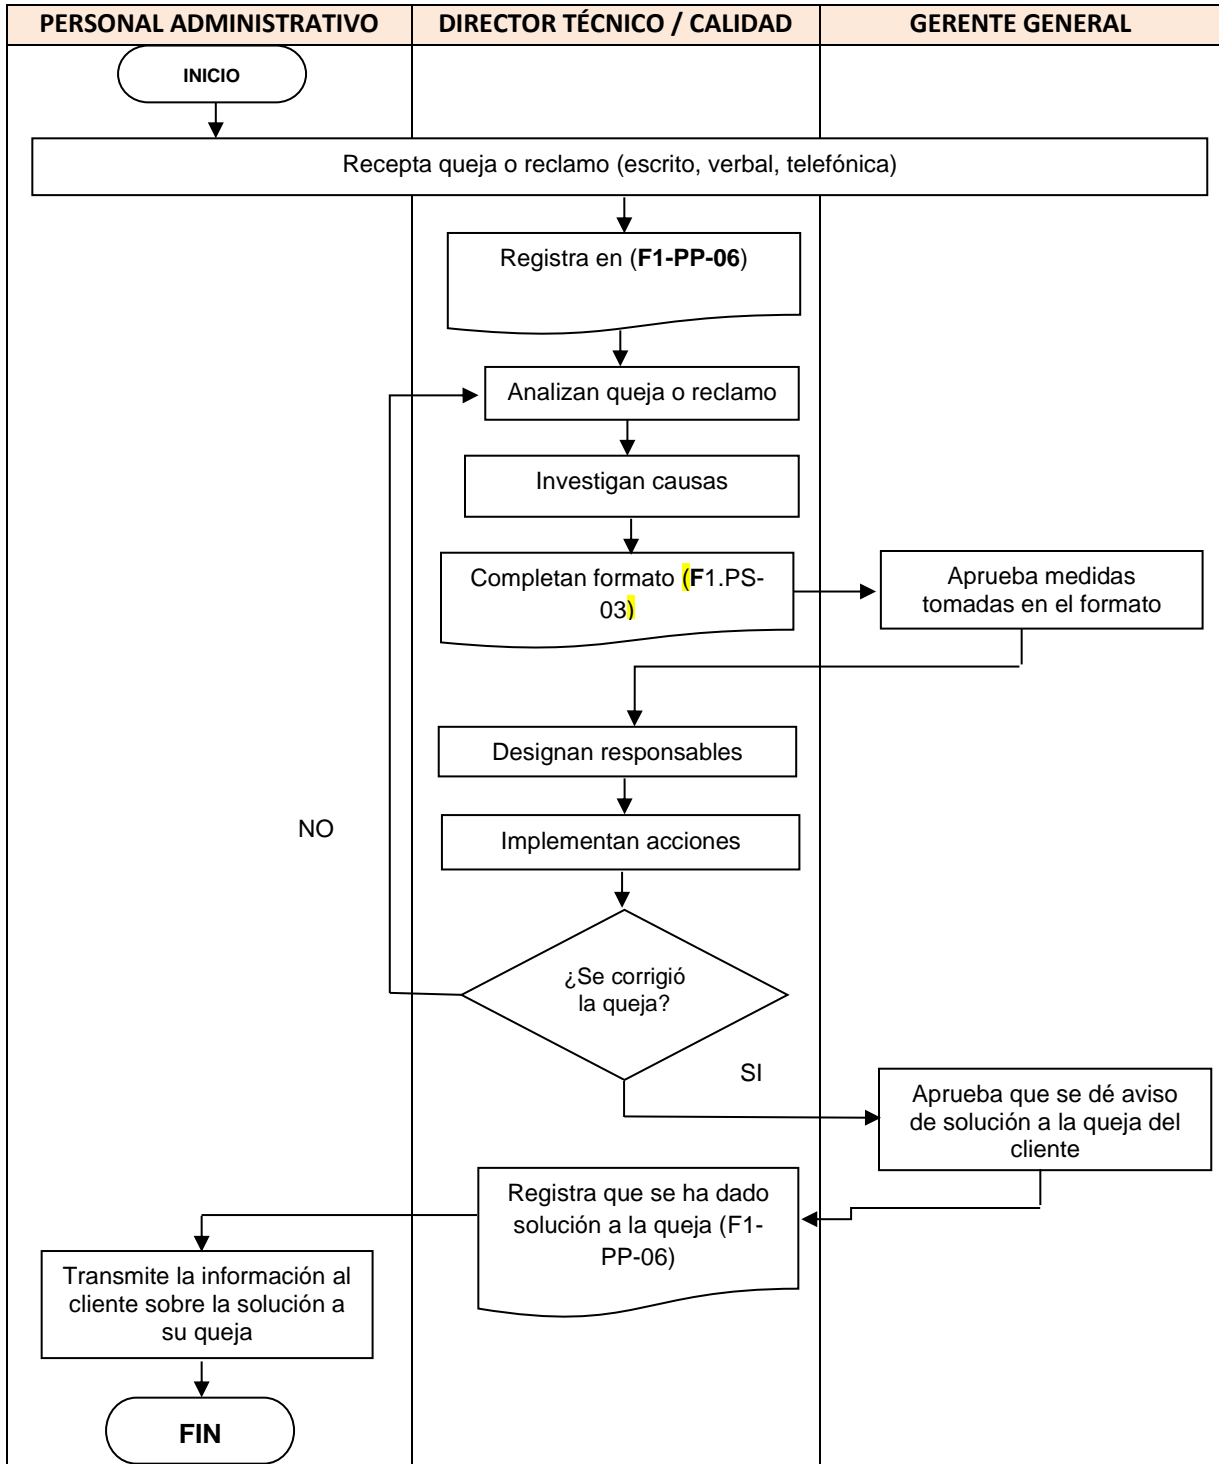 PERSONAL ADMINISTRATIVO
DIRECTOR TÉCNICO / CALIDAD
GERENTE GENERAL
INICIO
Recepta queja o reclamo (escrito, verbal, telefónica)
Registra en (F1-PP-06)
Analizan queja o reclamo
Investigan causas
Completan formato (F1.PS-
03)
Aprueba medidas
tomadas en el formato
Designan responsables
Implementan acciones
NO
¿Se corrigió
la queja?
SI
Aprueba que se dé aviso
de solución a la queja del
cliente
Registra que se ha dado
solución a la queja (F1-
PP-06)
Transmite la información al
cliente sobre la solución a
su queja
FIN